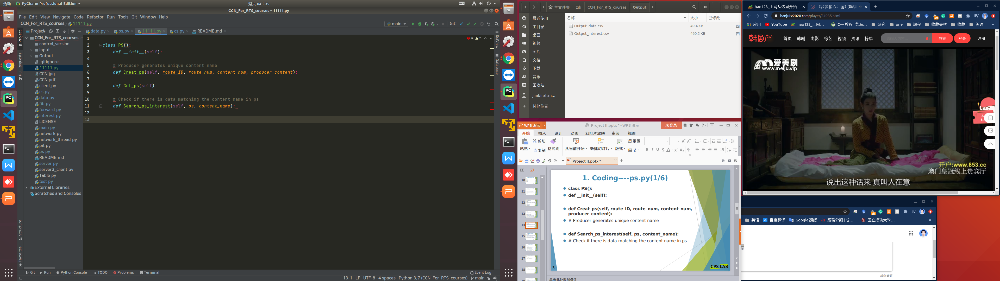 活动
PyCharm Professional Edition
週六 04：35
CCN_For_RTS_courses – 11111.py
File Edit View Navigate Code Refactor Run Tools Git Window Help
CCN_For_RTS_courses 11111.py
main
Git:
Project
data.py
ps.py
11111.py
cs.py
README.md
CCN_For_RTS_courses
control_version
Input
Output
.gitignore
11111.py
CCN.jpg
CCN.pdf
client.py
cs.py
data.py
fib.py
forward.py
interest.py
LICENSE
main.py
network.py
network_thread.py
pit.py
ps.py
README.md
server.py
server3_client.py
Table.py
test.py
External Libraries
Scratches and Consoles
Project
Pull Requests
Structure
Favorites
SciView
Database
4 5
1
2 class PS():
3 def __init__(self):
4
5 # Producer generates unique content name
6 def Creat_ps(self, route_ID, route_num, content_num, producer_content):
7
8 def Get_ps(self):
9
10 # Check if there is data matching the content name in ps
11 def Search_ps_interest(self, ps, content_name):
12
13
Git Run Python Console TODO Problems Terminal
Event Log
13:1 LF UTF-8 4 spaces Python 3.7 (CCN_For_RTS_courses) main
主文件夹 zjb CCN_For_RTS_courses Output
最近使用
主目录
桌面
视频
图片
文档
下载
音乐
回收站
jimbinzhan...
其他位置
名称 大小 已修改
Output_data.csv 49.4 KB 四
Output_interest.csv 460.2 KB 四
WPS 演示
Project II.pptx * - WPS 演示
未登录
开始 插入 设计 动画 幻灯片放映 审阅 视图
粘贴 剪切 复制 格式刷 从当前开始 新建幻灯片 版式 重置 节
Project II.pptx *
10
11
12
13
14
15
16
17
18
1. Coding----ps.py(1/6)
class PS():
def __init__(self):
def Creat_ps(self, route_ID, route_num, content_num, producer_content):
# Producer generates unique content name
def Search_ps_interest(self, ps, content_name):
# Check if there is data matching the content name in ps
3
CPS LAB
单击此处添加备注
hao123_上网从这里开始
《步步惊心：丽》第8
hanjutv2020.com/player/24935.html
应用 YouTube hao123_上网... C++ 教程 | 菜鸟... 研究 one 課程 收藏夹栏 收藏 英语
韩剧tv
首页 韩剧 电影 综艺 视频 资讯 榜单
搜剧 登录 注册
爱美剧
www.meiju.vip
开户:www.853.cc
澳门皇冠线上贵宾厅
说出这种话来 真叫人在意
英语 百度翻译 Google 翻譯 服務分類 | 成... 國立成功大學...
提供意見